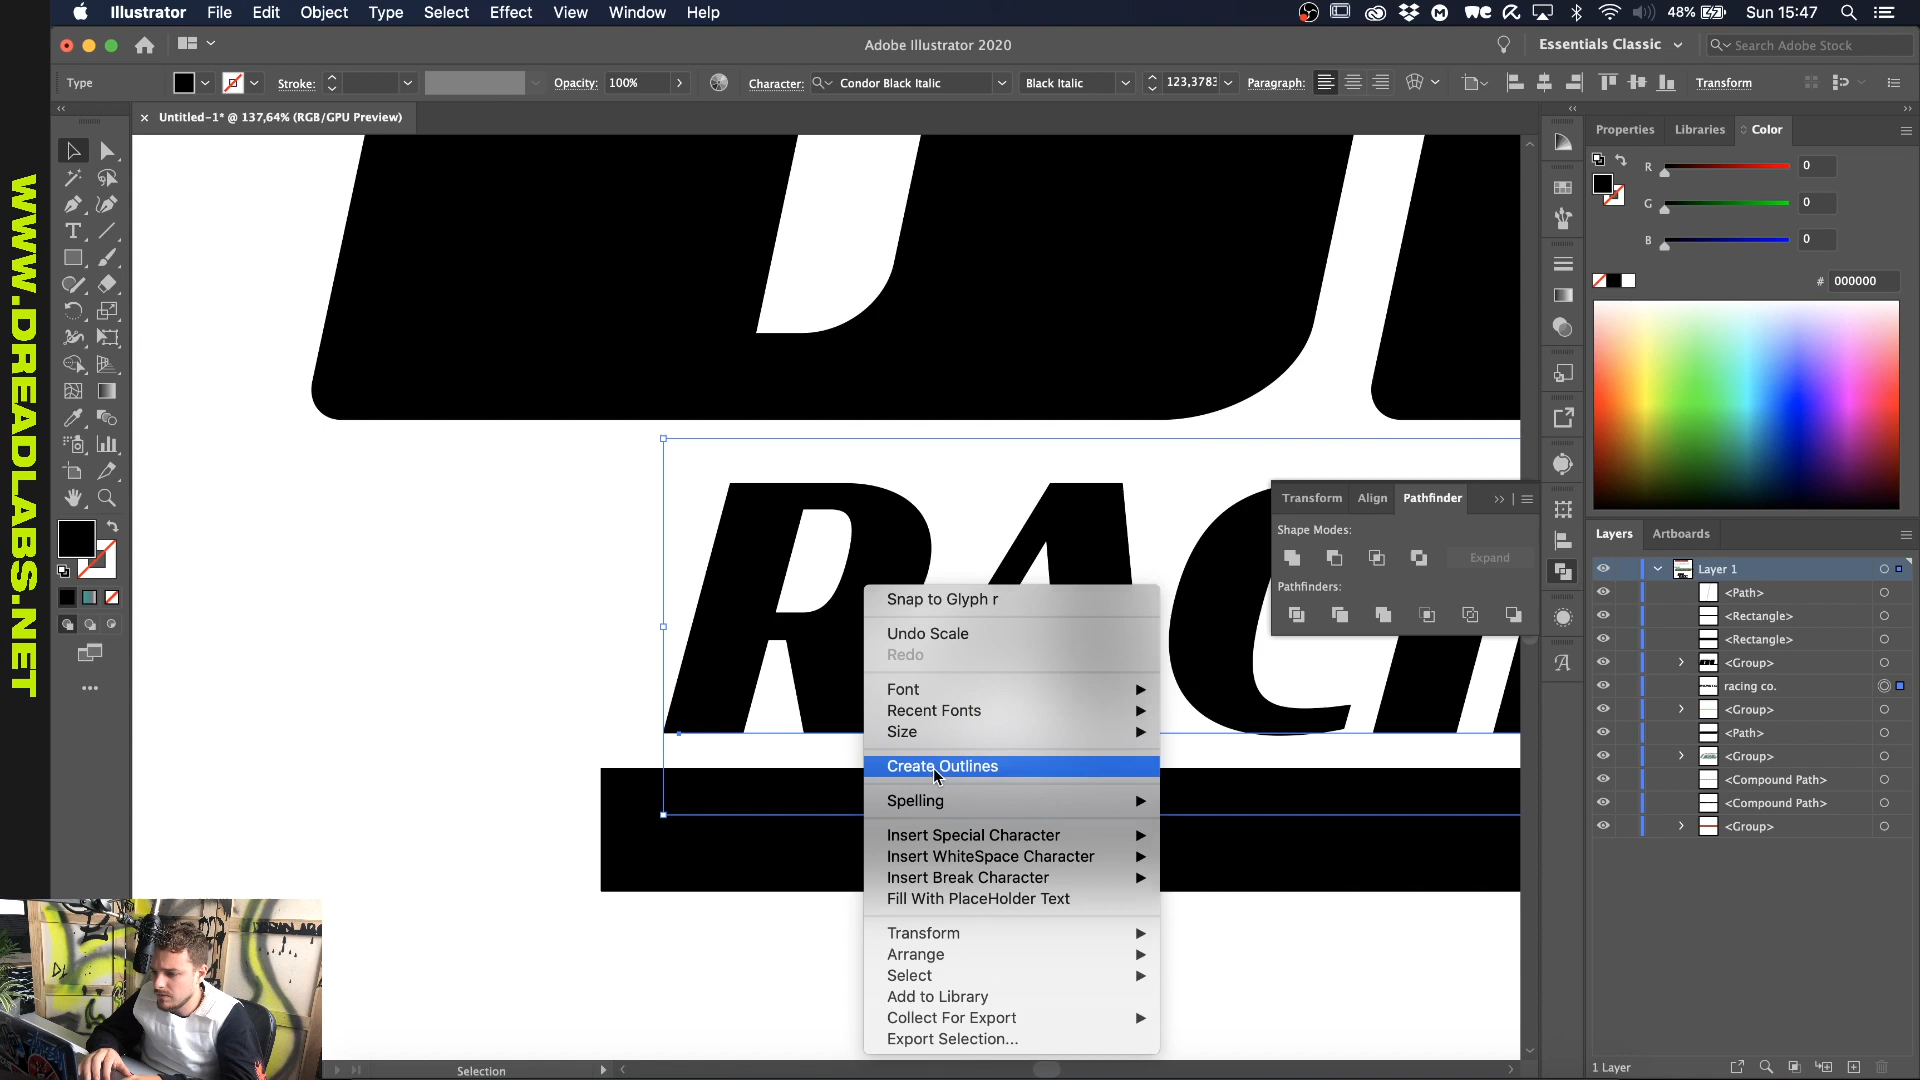 Illustrator File Edit Object Type Select Effect View Window Help
48% Sun 15:47
Adobe Illustrator 2020
Essentials Classic
Search Adobe Stock
Type
Stroke:
Opacity: 100%
Character: Condor Black Italic
Black Italic
123,378
Paragraph:
Transform
Untitled-1* @ 137,64% (RGB/GPU Preview)
WWW.DREADLABS.NET
RACI
Snap to Glyph r
Undo Scale
Redo
Font
Recent Fonts
Size
Create Outlines
Spelling
Insert Special Character
Insert WhiteSpace Character
Insert Break Character
Fill With PlaceHolder Text
Transform
Arrange
Select
Add to Library
Collect For Export
Export Selection...
Transform Align Pathfinder
Shape Modes:
Expand
Pathfinders:
Properties Libraries Color
R 0
G 0
B 0
# 000000
Layers Artboards
Layer 1
<Path>
<Rectangle>
<Rectangle>
<Group>
racing co.
<Group>
<Path>
<Group>
<Compound Path>
<Compound Path>
<Group>
1 Layer
Selection